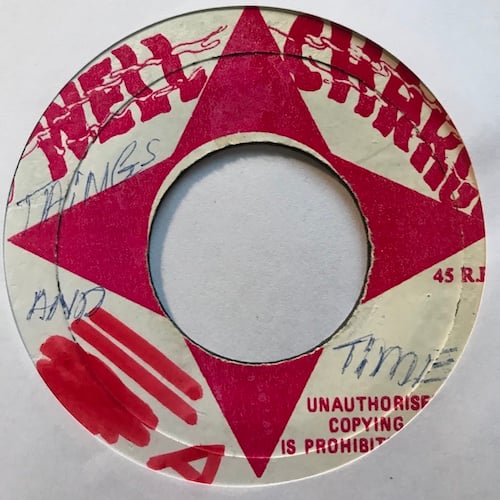 WELL CHARGE
THINGS
45 R.P
AND
TIME
UNAUTHORISE
COPYING
IS PROHIBIT
A